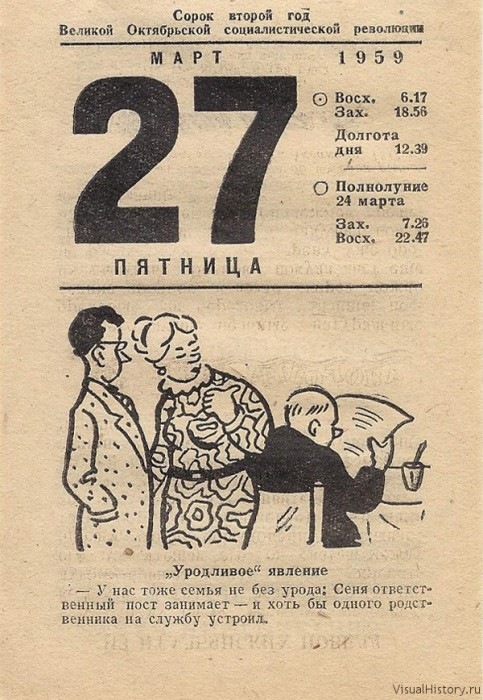 Сорок второй год
Великой Октябрьской социалистической революции
МАРТ 1959
27
Восх. 6.17
Зах. 18.56
Долгота
дня 12.39
Полнолуние
24 марта
Зах. 7.26
Восх. 22.47
ПЯТНИЦА
„Уродливое“ явление
— У нас тоже семья не без урода; Сеня ответст-
венный пост занимает — и хоть бы одного родст-
венника на службу устроил.
VisualHistory.ru